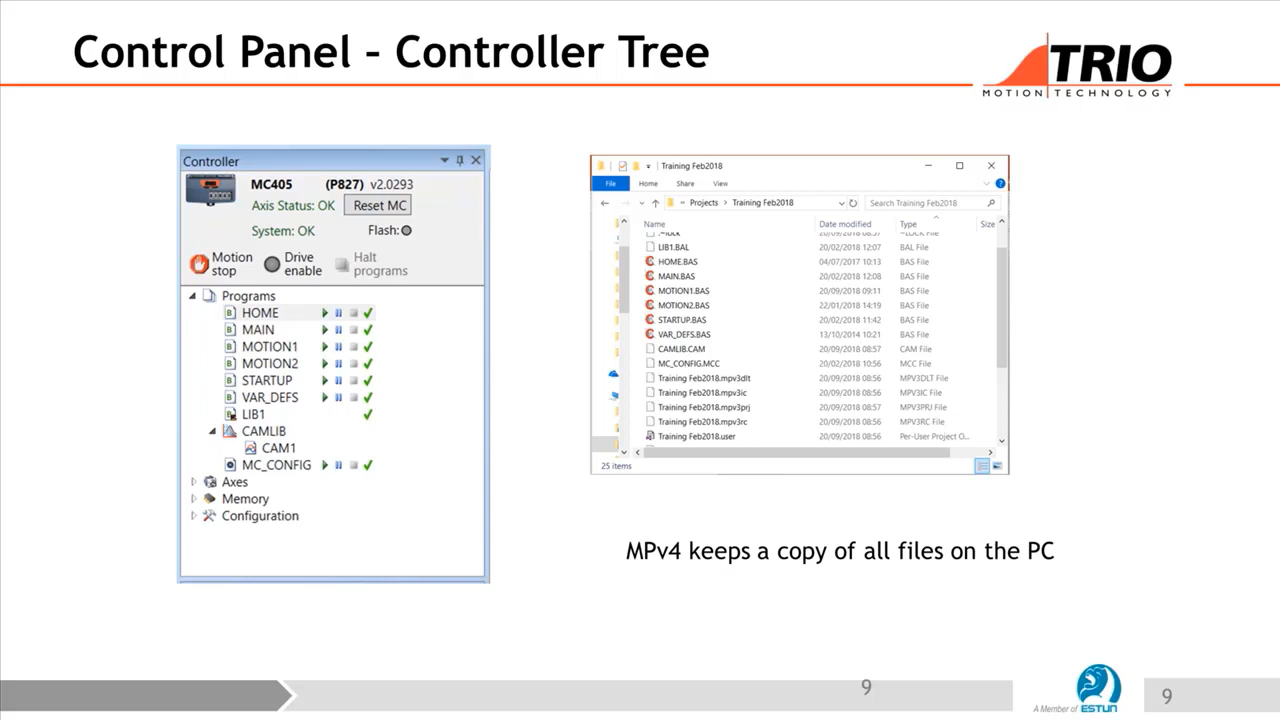 Control Panel – Controller Tree
TRIO
MOTION TECHNOLOGY
Controller
MC405 (P827) v2.0293
Axis Status: OK Reset MC
System: OK Flash:
Motion stop
Drive enable
Halt programs
Programs
HOME
MAIN
MOTION1
MOTION2
STARTUP
VAR_DEFS
LIB1
CAMLIB
CAM1
MC_CONFIG
Axes
Memory
Configuration
Training Feb2018
File Home Share View
Projects Training Feb2018 Search Training Feb2018
Name Date modified Type Size
LIB1.BAL 20/02/2018 12:07 BAL File
HOME.BAS 04/07/2017 10:13 BAS File
MAIN.BAS 20/02/2018 12:08 BAS File
MOTION1.BAS 20/09/2018 09:11 BAS File
MOTION2.BAS 22/01/2018 14:19 BAS File
STARTUP.BAS 20/02/2018 11:42 BAS File
VAR_DEFS.BAS 13/10/2014 10:21 BAS File
CAMLIB.CAM 20/09/2018 08:57 CAM File
MC_CONFIG.MCC 20/02/2018 10:56 MCC File
Training Feb2018.mpv3dlt 20/09/2018 08:56 MPV3DLT File
Training Feb2018.mpv3ic 20/09/2018 08:56 MPV3IC File
Training Feb2018.mpv3prj 20/09/2018 08:57 MPV3PRJ File
Training Feb2018.mpv3rc 20/09/2018 08:56 MPV3RC File
Training Feb2018.user 20/09/2018 08:56 Per-User Project O...
25 items
MPv4 keeps a copy of all files on the PC
9
A Member of ESTUN
9